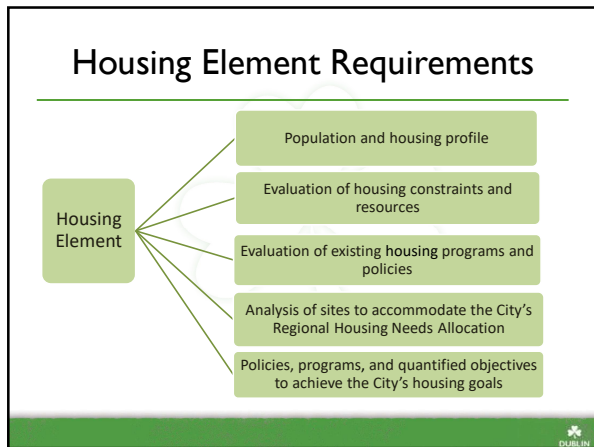 Housing Element Requirements
Housing
Element
Population and housing profile
Evaluation of housing constraints and
resources
Evaluation of existing housing programs and
policies
Analysis of sites to accommodate the City's
Regional Housing Needs Allocation
Policies, programs, and quantified objectives
to achieve the City's housing goals
DUBLIN